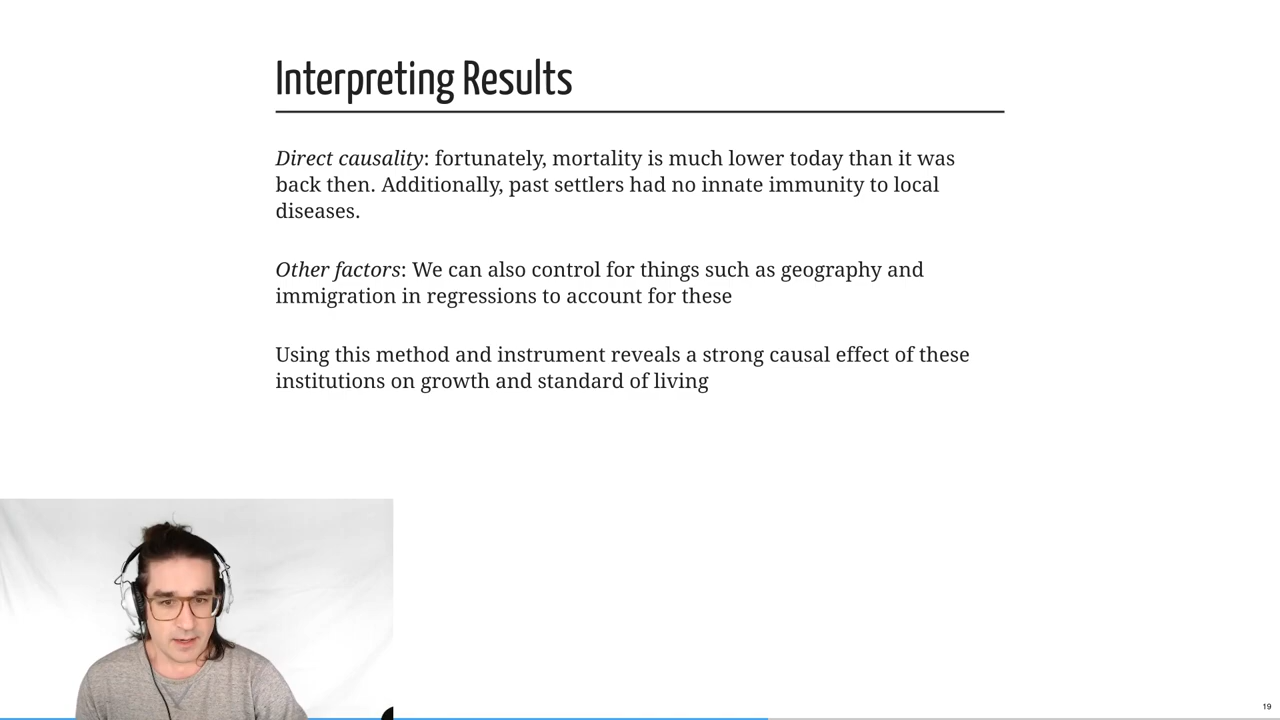 Interpreting Results
Direct causality: fortunately, mortality is much lower today than it was
back then. Additionally, past settlers had no innate immunity to local
diseases.
Other factors: We can also control for things such as geography and
immigration in regressions to account for these
Using this method and instrument reveals a strong causal effect of these
institutions on growth and standard of living
19